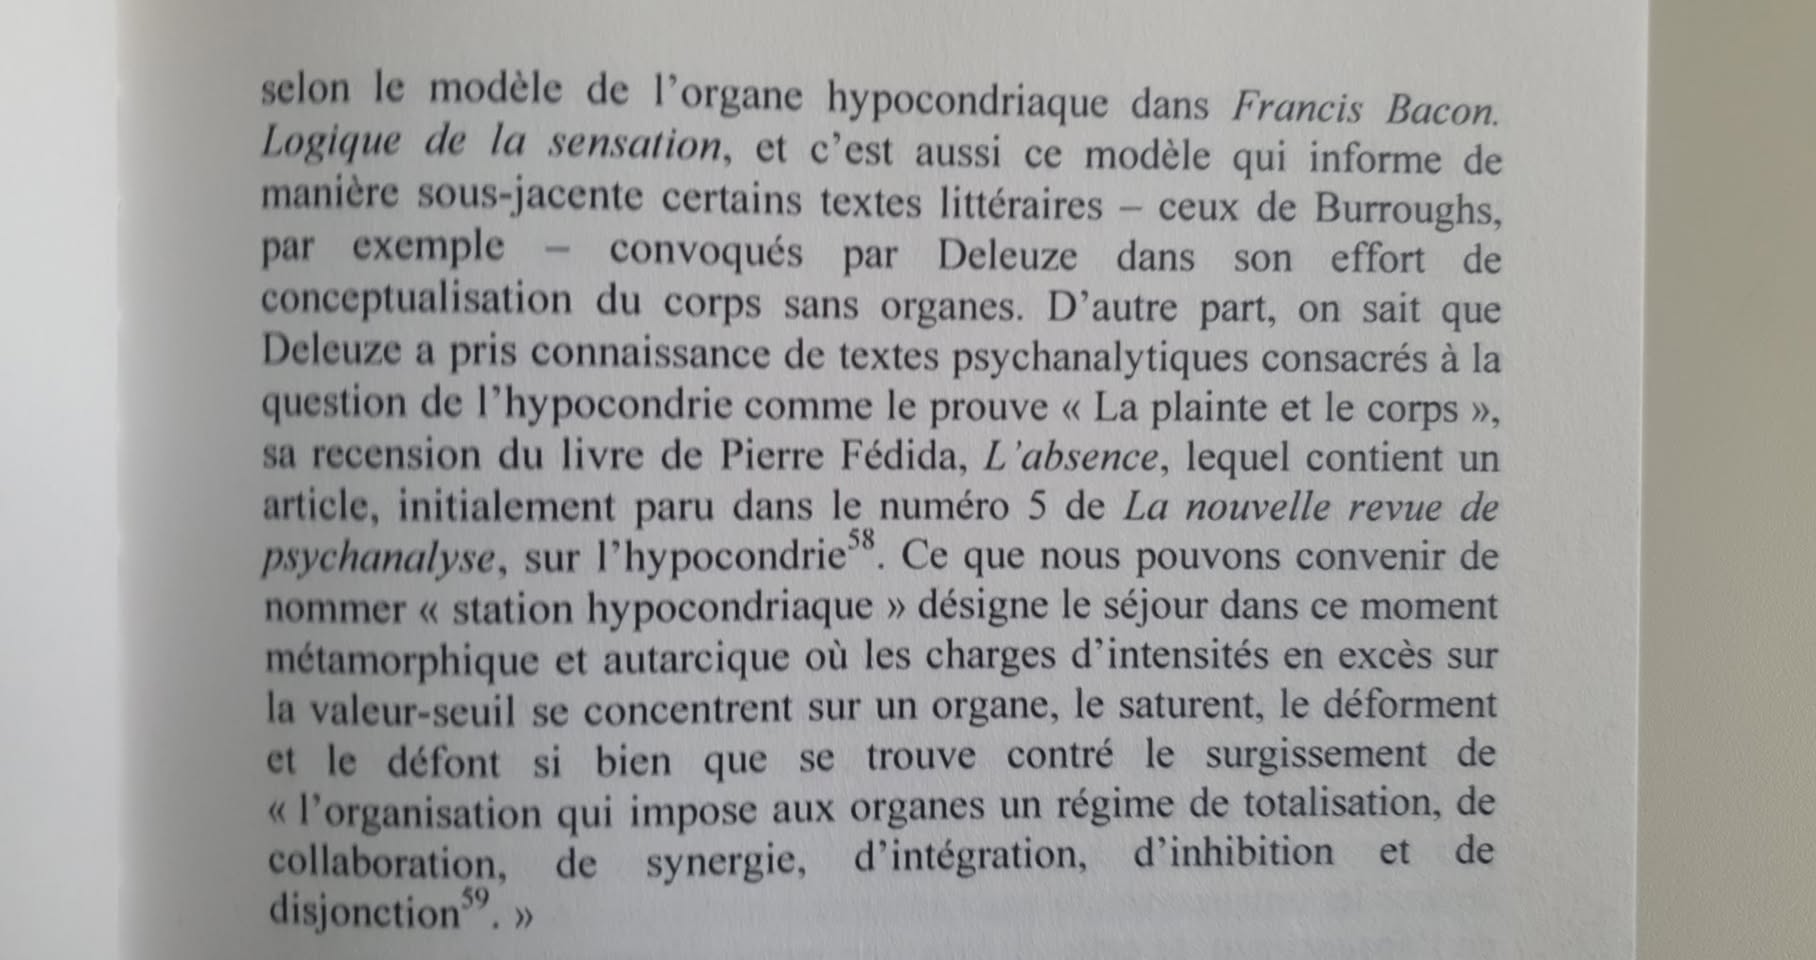 selon le modèle de l’organe hypocondriaque dans Francis Bacon.
Logique de la sensation, et c’est aussi ce modèle qui informe de
manière sous-jacente certains textes littéraires – ceux de Burroughs,
par exemple – convoqués par Deleuze dans son effort de
conceptualisation du corps sans organes. D’autre part, on sait que
Deleuze a pris connaissance de textes psychanalytiques consacrés à la
question de l’hypocondrie comme le prouve « La plainte et le corps »,
sa recension du livre de Pierre Fédida, L’absence, lequel contient un
article, initialement paru dans le numéro 5 de La nouvelle revue de
psychanalyse, sur l’hypocondrie58. Ce que nous pouvons convenir de
nommer « station hypocondriaque » désigne le séjour dans ce moment
métamorphique et autarcique où les charges d’intensités en excès sur
la valeur-seuil se concentrent sur un organe, le saturent, le déforment
et le défont si bien que se trouve contré le surgissement de
« l’organisation qui impose aux organes un régime de totalisation, de
collaboration, de synergie, d’intégration, d’inhibition et de
disjonction59. »